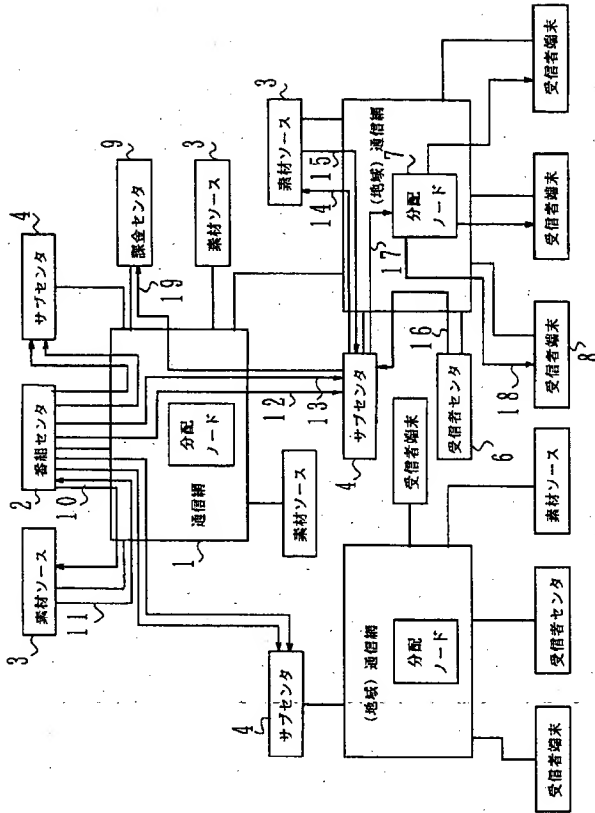 素材ソース
3
番組センタ
2
サブセンタ
4
10
11
課金センタ
9
素材ソース
3
19
通信網
1
分配
ノード
素材ソース
12
13
サブセンタ
4
素材ソース
3
14
15
(地域) 通信網
分配
ノード
7
17
16
受信者センタ
6
18
受信者端末
8
受信者端末
受信者端末
サブセンタ
4
(地域) 通信網
分配
ノード
受信者端末
受信者端末
受信者センタ
素材ソース